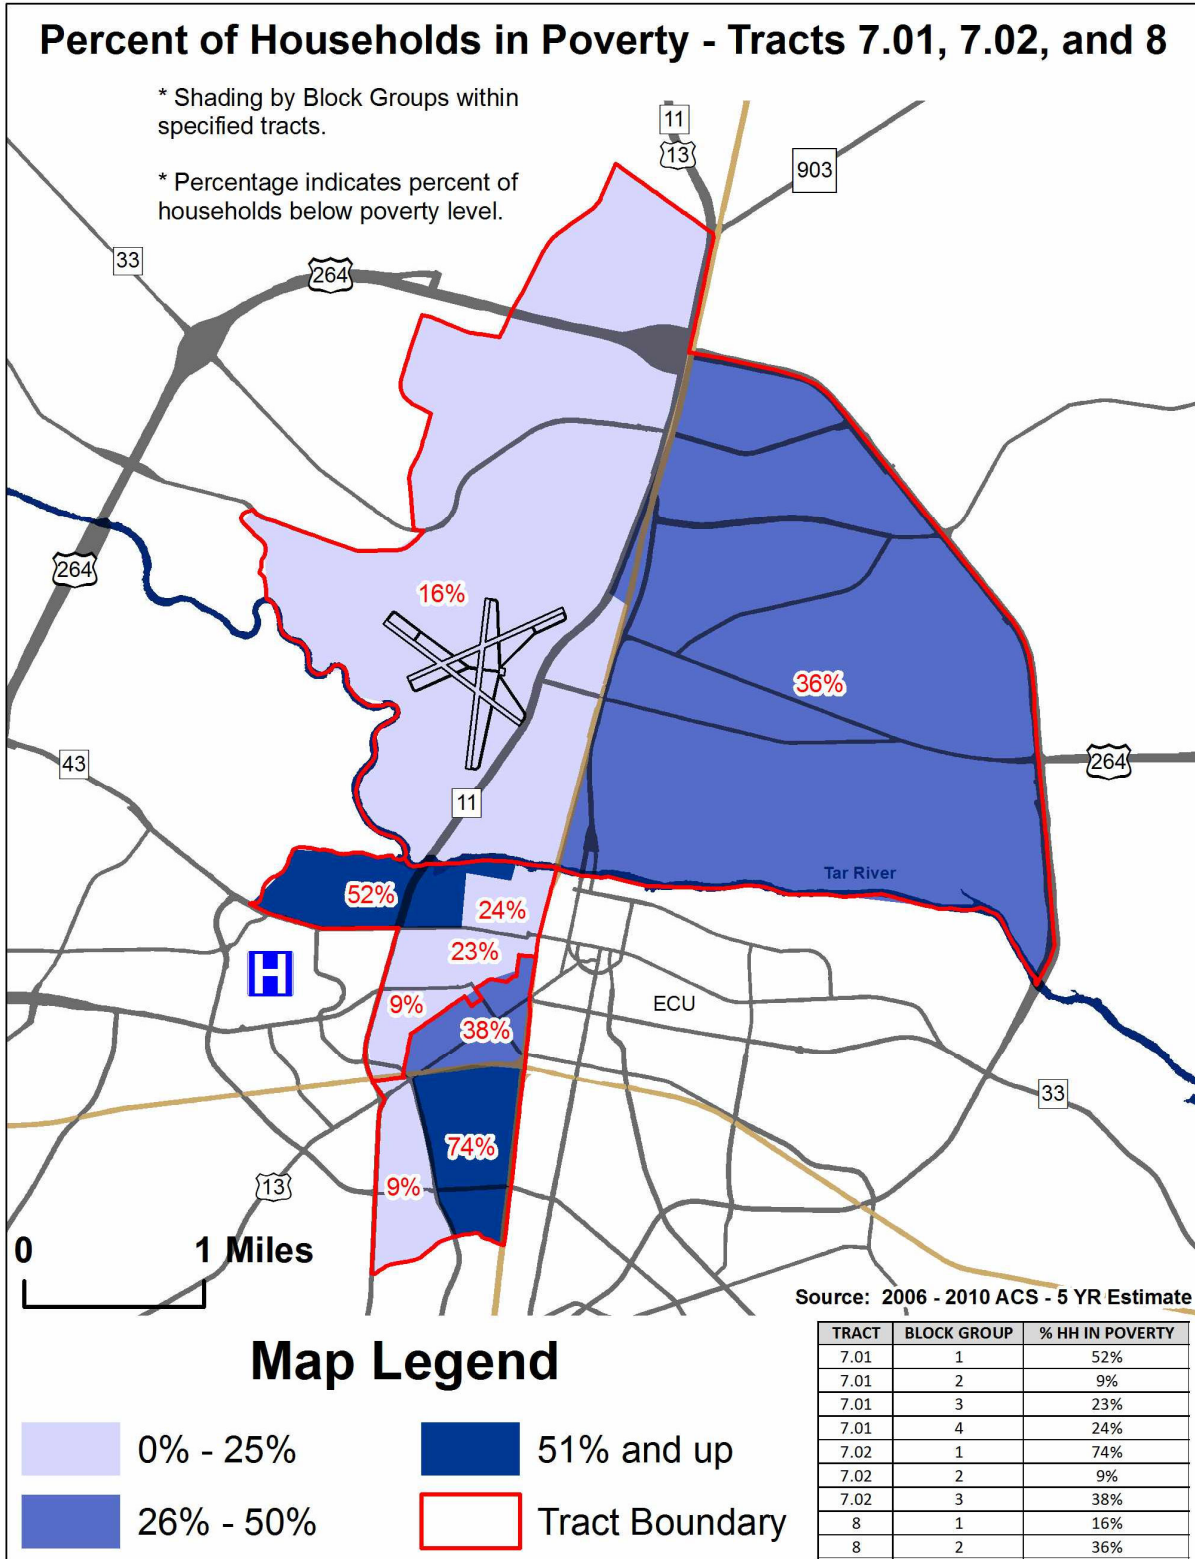 Percent of Households in Poverty - Tracts 7.01, 7.02, and 8
* Shading by Block Groups within
specified tracts.
* Percentage indicates percent of
households below poverty level.
11
13
903
33
264
264
16%
36%
43
264
11
Tar River
52%
24%
23%
H
9%
ECU
38%
33
74%
9%
13
0 1 Miles
Source: 2006 - 2010 ACS - 5 YR Estimate
Map Legend
0% - 25%
51% and up
26% - 50%
Tract Boundary
TRACT BLOCK GROUP % HH IN POVERTY
7.01 1 52%
7.01 2 9%
7.01 3 23%
7.01 4 24%
7.02 1 74%
7.02 2 9%
7.02 3 38%
8 1 16%
8 2 36%